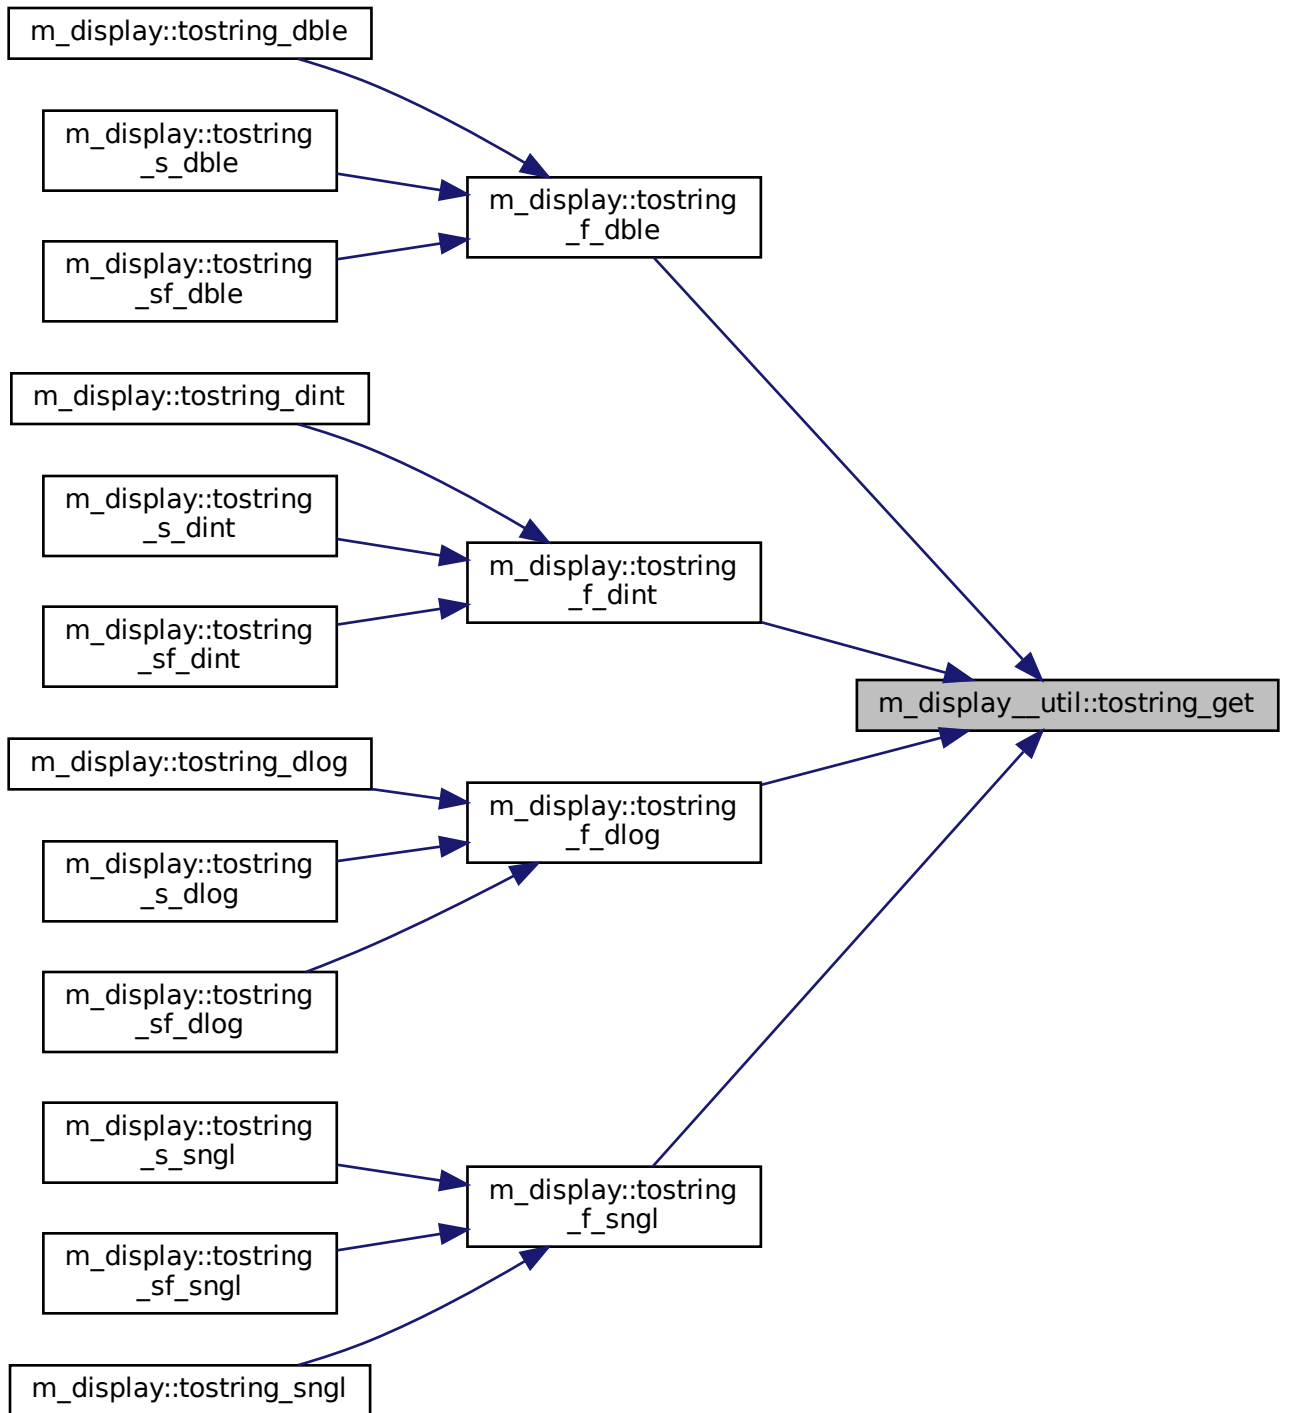 m_display::tostring_dble
m_display::tostring
_s_dble
m_display::tostring
_f_dble
m_display::tostring
_sf_dble
m_display::tostring_dint
m_display::tostring
_s_dint
m_display::tostring
_f_dint
m_display::tostring
_sf_dint
m_display__util::tostring_get
m_display::tostring_dlog
m_display::tostring
_f_dlog
m_display::tostring
_s_dlog
m_display::tostring
_sf_dlog
m_display::tostring
_s_sngl
m_display::tostring
_f_sngl
m_display::tostring
_sf_sngl
m_display::tostring_sngl